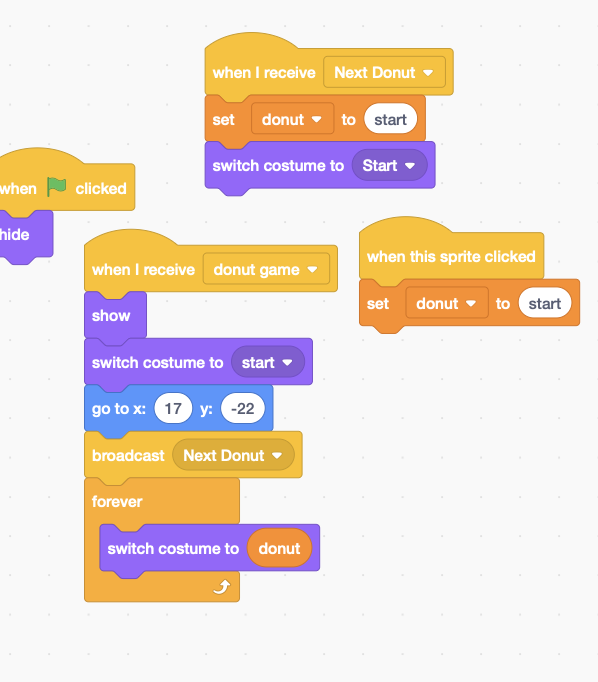 when I receive Next Donut
set donut to start
switch costume to Start
when clicked
hide
when I receive donut game
show
switch costume to start
go to x: 17 y: -22
broadcast Next Donut
forever
switch costume to donut
when this sprite clicked
set donut to start